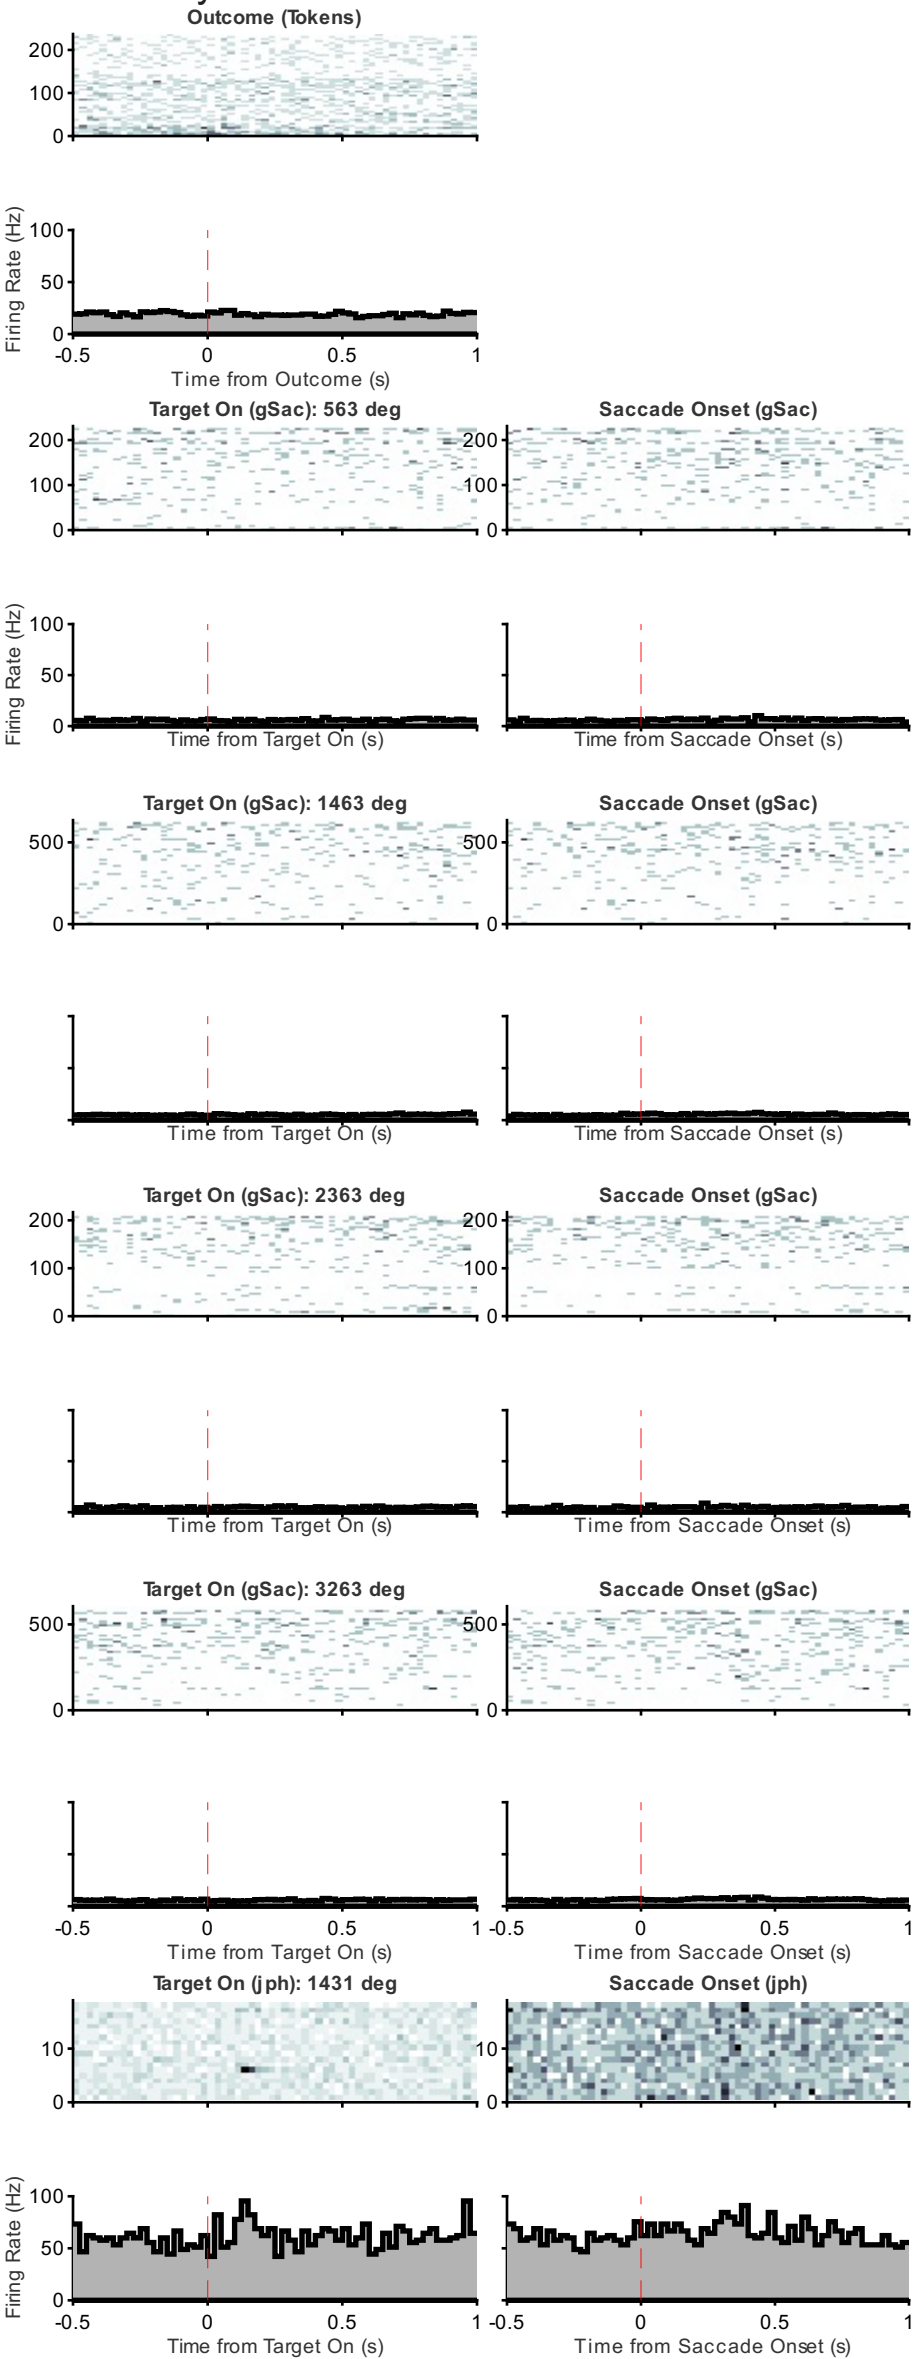 Outcome (Tokens)
200
100
0
Firing Rate (Hz)
100
50
0
-0.5 0 0.5 1
Time from Outcome (s)
Target On (gSac): 563 deg Saccade Onset (gSac)
200 200
100 100
0 0
Firing Rate (Hz)
100
50
0
Time from Target On (s) Time from Saccade Onset (s)
Target On (gSac): 1463 deg Saccade Onset (gSac)
500 500
0 0
Time from Target On (s) Time from Saccade Onset (s)
Target On (gSac): 2363 deg Saccade Onset (gSac)
200 200
100 100
0 0
Time from Target On (s) Time from Saccade Onset (s)
Target On (gSac): 3263 deg Saccade Onset (gSac)
500 500
0 0
-0.5 0 0.5 1 -0.5 0 0.5 1
Time from Target On (s) Time from Saccade Onset (s)
Target On (jph): 1431 deg Saccade Onset (jph)
10 10
0 0
Firing Rate (Hz)
100
50
0
-0.5 0 0.5 1 -0.5 0 0.5 1
Time from Target On (s) Time from Saccade Onset (s)